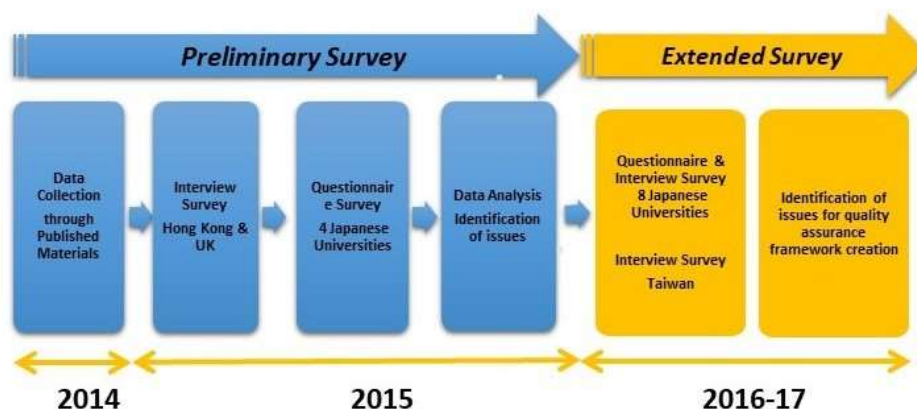 Preliminary Survey
Extended Survey
Data
Collection
through
Published
Materials
Interview
Survey
Hong Kong &
UK
Questionnair
e Survey
4 Japanese
Universities
Data Analysis
Identification
of issues
Questionnaire &
Interview Survey
8 Japanese
Universities
Interview Survey
Taiwan
Identification of
issues for quality
assurance
framework creation
2014
2015
2016-17